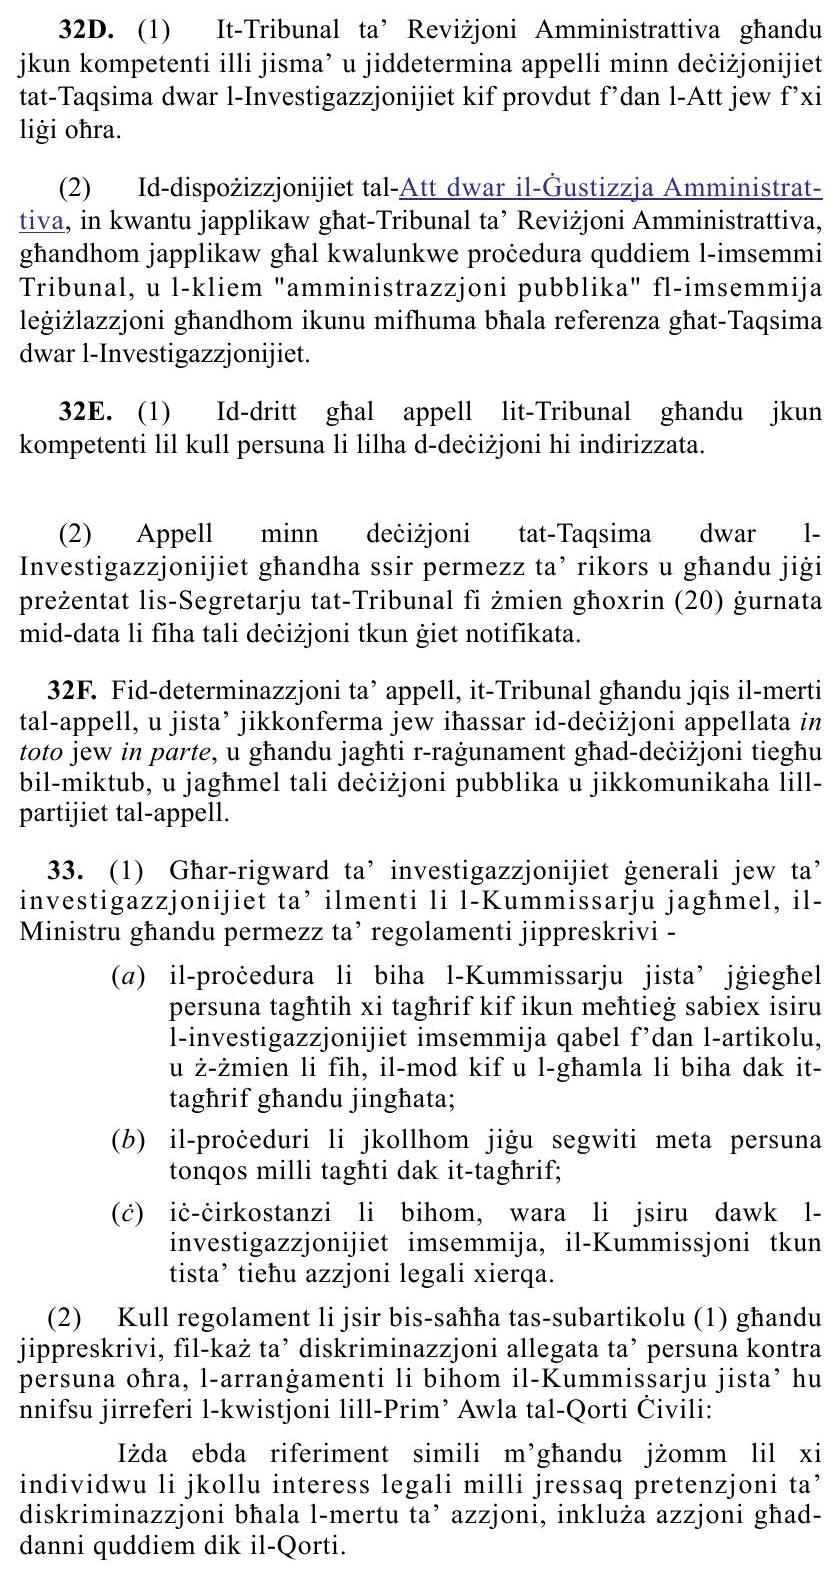 32D. (1) It-Tribunal ta’ Reviżjoni Amministrattiva għandu
jkun kompetenti illi jisma’ u jiddetermina appelli minn deċiżjonijiet
tat-Taqsima dwar l-Investigazzjonijiet kif provdut f’dan l-Att jew f’xi
liġi oħra.
(2) Id-dispożizzjonijiet tal-Att dwar il-Ġustizzja Amministrat-
tiva, in kwantu japplikaw għat-Tribunal ta’ Reviżjoni Amministrattiva,
għandhom japplikaw għal kwalunkwe proċedura quddiem l-imsemmi
Tribunal, u l-kliem "amministrazzjoni pubblika" fl-imsemmija
leġiżlazzjoni għandhom ikunu mifhuma bħala referenza għat-Taqsima
dwar l-Investigazzjonijiet.
32E. (1) Id-dritt għal appell lit-Tribunal għandu jkun
kompetenti lil kull persuna li lilha d-deċiżjoni hi indirizzata.
(2) Appell minn deċiżjoni tat-Taqsima dwar l-
Investigazzjonijiet għandha ssir permezz ta’ rikors u għandu jiġi
preżentat lis-Segretarju tat-Tribunal fi żmien għoxrin (20) ġurnata
mid-data li fiha tali deċiżjoni tkun ġiet notifikata.
32F. Fid-determinazzjoni ta’ appell, it-Tribunal għandu jqis il-merti
tal-appell, u jista’ jikkonferma jew iħassar id-deċiżjoni appellata in
toto jew in parte, u għandu jagħti r-raġunament għad-deċiżjoni tiegħu
bil-miktub, u jagħmel tali deċiżjoni pubblika u jikkomunikaha lill-
partijiet tal-appell.
33. (1) Għar-rigward ta’ investigazzjonijiet ġenerali jew ta’
investigazzjonijiet ta’ ilmenti li l-Kummissarju jagħmel, il-
Ministru għandu permezz ta’ regolamenti jippreskrivi -
(a) il-proċedura li biha l-Kummissarju jista’ jġiegħel
persuna tagħtih xi tagħrif kif ikun meħtieġ sabiex isiru
l-investigazzjonijiet imsemmija qabel f’dan l-artikolu,
u ż-żmien li fih, il-mod kif u l-għamla li biha dak it-
tagħrif għandu jingħata;
(b) il-proċeduri li jkollhom jiġu segwiti meta persuna
tonqos milli tagħti dak it-tagħrif;
(ċ) iċ-ċirkostanzi li bihom, wara li jsiru dawk l-
investigazzjonijiet imsemmija, il-Kummissjoni tkun
tista’ tieħu azzjoni legali xierqa.
(2) Kull regolament li jsir bis-saħħa tas-subartikolu (1) għandu
jippreskrivi, fil-każ ta’ diskriminazzjoni allegata ta’ persuna kontra
persuna oħra, l-arranġamenti li bihom il-Kummissarju jista’ hu
nnifsu jirreferi l-kwistjoni lill-Prim’ Awla tal-Qorti Ċivili:
Iżda ebda riferiment simili m’għandu jżomm lil xi
individwu li jkollu interess legali milli jressaq pretenzjoni ta’
diskriminazzjoni bħala l-mertu ta’ azzjoni, inkluża azzjoni għad-
danni quddiem dik il-Qorti.